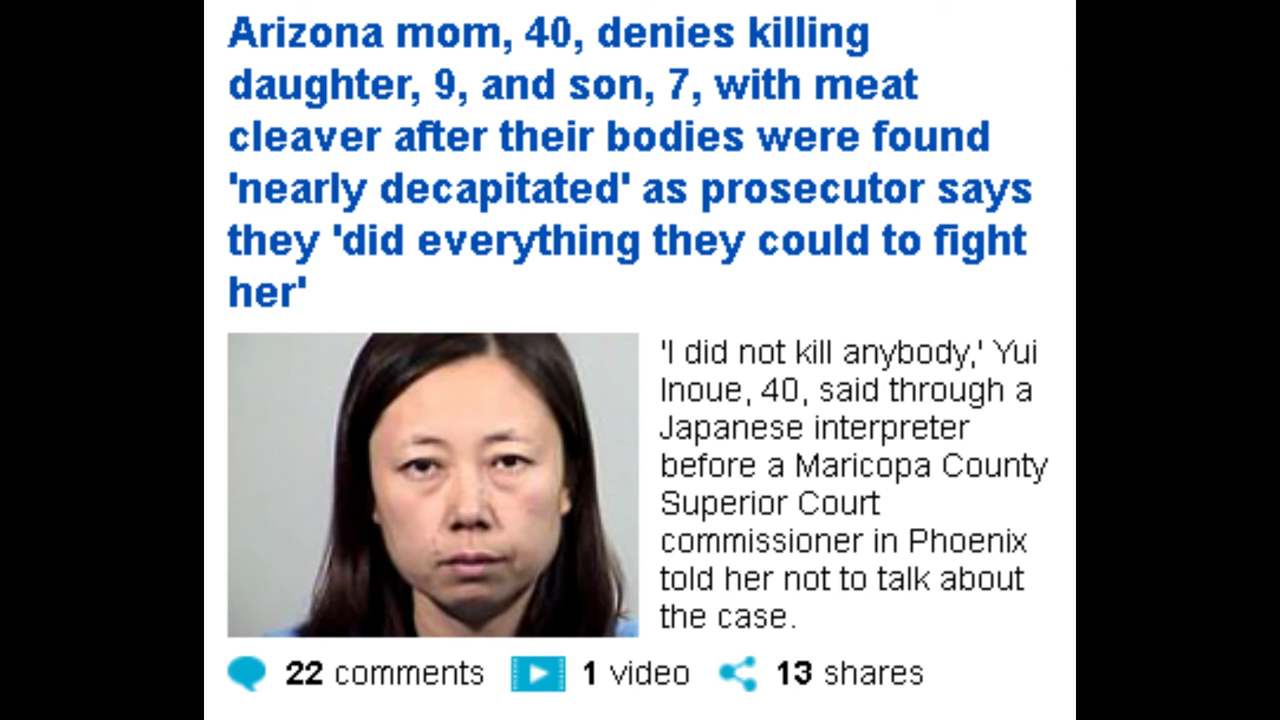 Arizona mom, 40, denies killing
daughter, 9, and son, 7, with meat
cleaver after their bodies were found
'nearly decapitated' as prosecutor says
they 'did everything they could to fight
her'
'I did not kill anybody,' Yui
Inoue, 40, said through a
Japanese interpreter
before a Maricopa County
Superior Court
commissioner in Phoenix
told her not to talk about
the case.
22 comments 1 video 13 shares